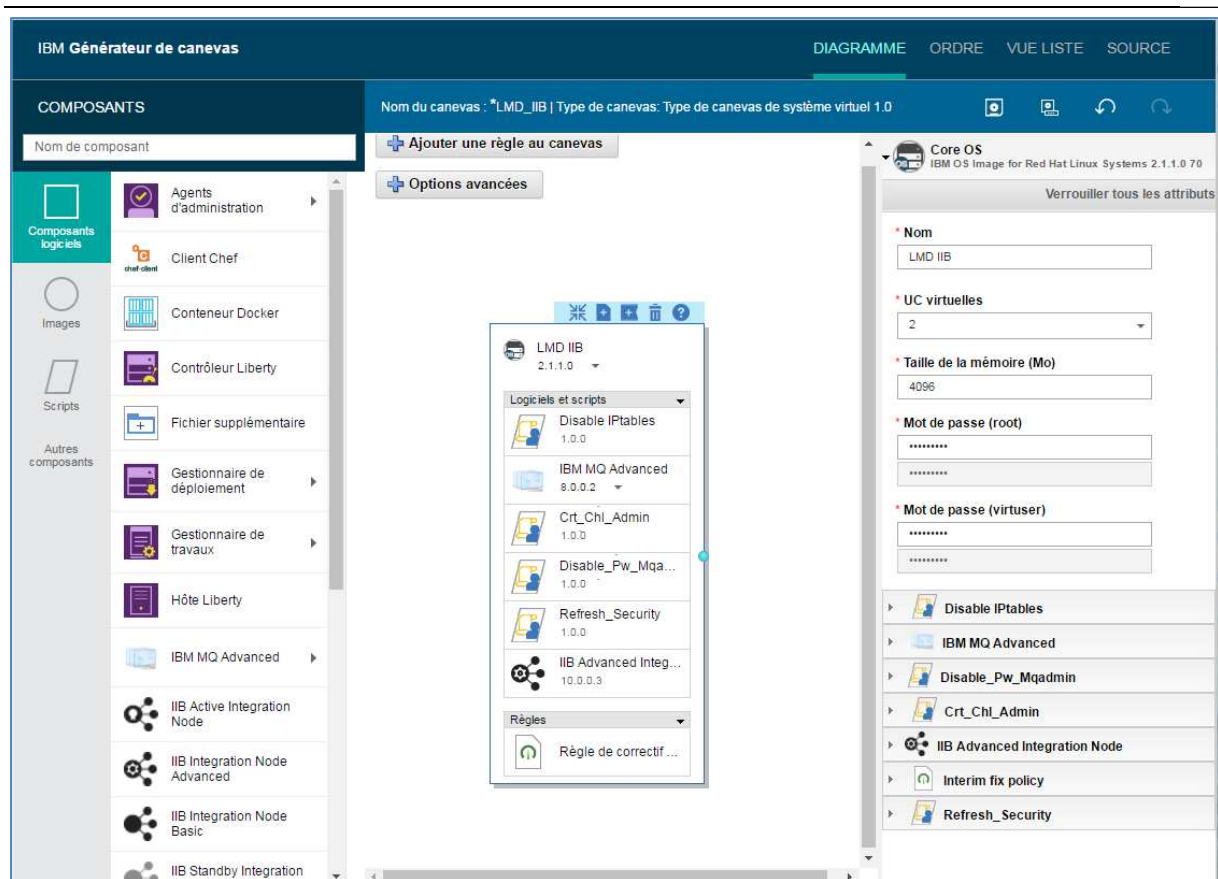 IBM Générateur de canevas
DIAGRAMME ORDRE VUE LISTE SOURCE
COMPOSANTS
Nom du canevas : *LMD_IIB | Type de canevas: Type de canevas de système virtuel 1.0
Nom de composant
Composants
logiciels
Images
Scripts
Autres
composants
Agents
d'administration
chef-client
Client Chef
Conteneur Docker
Contrôleur Liberty
Fichier supplémentaire
Gestionnaire de
déploiement
Gestionnaire de
travaux
Hôte Liberty
IBM MQ Advanced
IIB Active Integration
Node
IIB Integration Node
Advanced
IIB Integration Node
Basic
IIB Standby Integration
Ajouter une règle au canevas
Options avancées
LMD IIB
2.1.1.0
Logiciels et scripts
Disable IPtables
1.0.0
IBM MQ Advanced
8.0.0.2
Crt_Chl_Admin
1.0.0
Disable_Pw_Mqa...
1.0.0
Refresh_Security
1.0.0
IIB Advanced Integ...
10.0.0.3
Règles
Règle de correctif ...
Core OS
IBM OS Image for Red Hat Linux Systems 2.1.1.0 70
Verrouiller tous les attributs
* Nom
LMD IIB
* UC virtuelles
2
* Taille de la mémoire (Mo)
4096
* Mot de passe (root)
* Mot de passe (virtuser)
Disable IPtables
IBM MQ Advanced
Disable_Pw_Mqadmin
Crt_Chl_Admin
IIB Advanced Integration Node
Interim fix policy
Refresh_Security